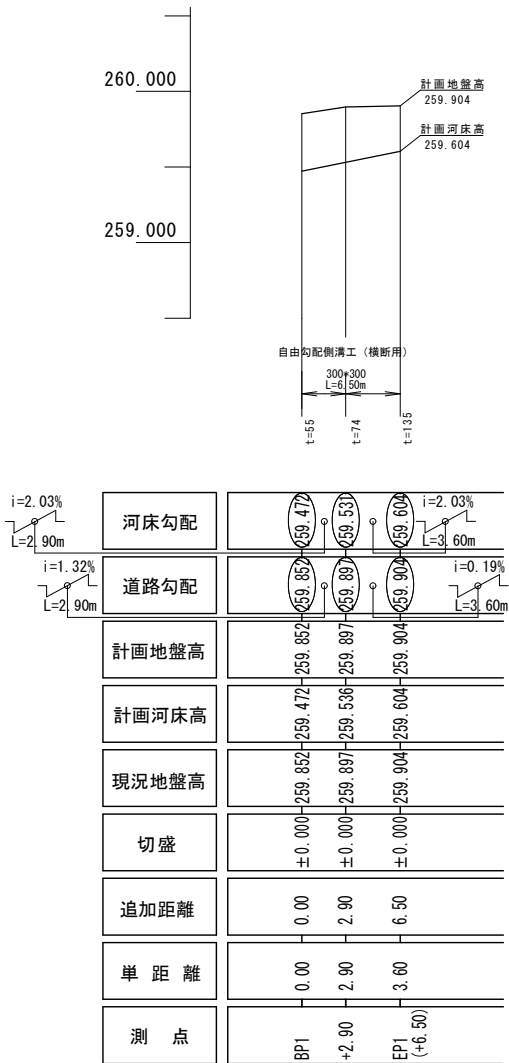 260.000
259.000
計画地盤高
259.904
計画河床高
259.604
自由勾配側溝工（横断用）
300*300
L=6.50m
t=55
t=74
t=135
i=2.03%
L=2.90m
河床勾配
259.472
259.531
259.604
i=2.03%
L=3.60m
i=1.32%
L=2.90m
道路勾配
259.852
259.897
259.904
i=0.19%
L=3.60m
計画地盤高
259.852
259.897
259.904
計画河床高
259.472
259.536
259.604
現況地盤高
259.852
259.897
259.904
切盛
±0.000
±0.000
±0.000
追加距離
0.00
2.90
6.50
単 距 離
0.00
2.90
3.60
測 点
BP1
+2.90
EP1
(+6.50)